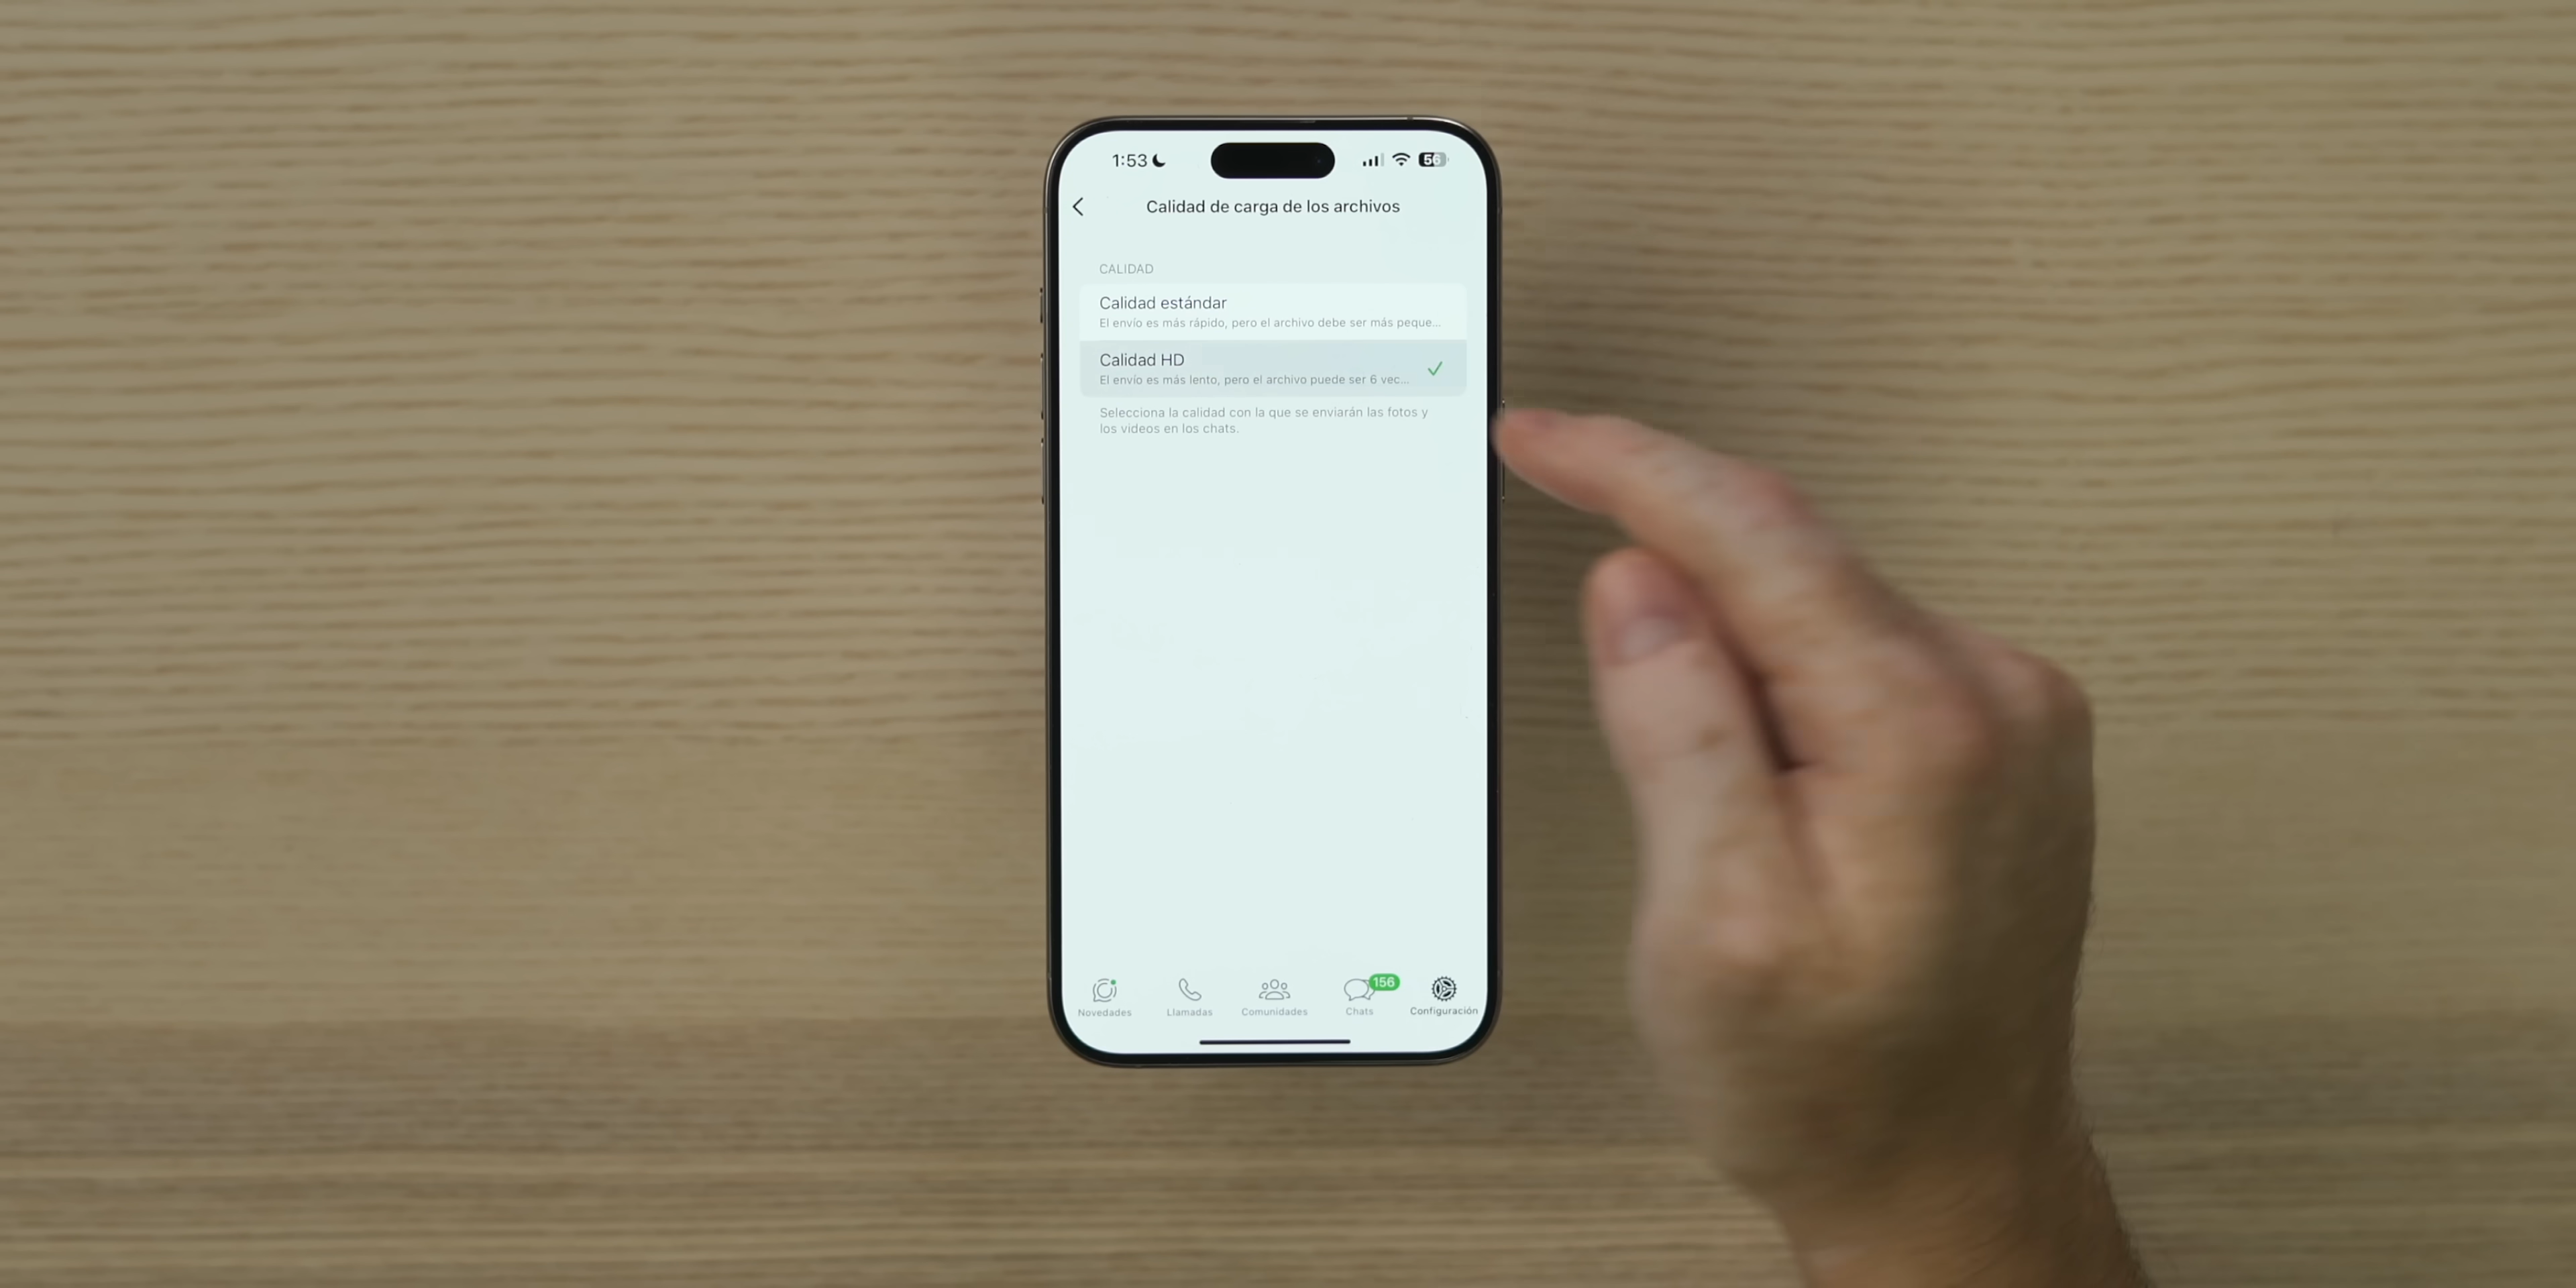 1:53
56
Calidad de carga de los archivos
CALIDAD
Calidad estándar
El envío es más rápido, pero el archivo debe ser más peque...
Calidad HD
El envío es más lento, pero el archivo puede ser 6 vec...
Selecciona la calidad con la que se enviarán las fotos y
los videos en los chats.
156
Novedades Llamadas Comunidades Chats Configuración